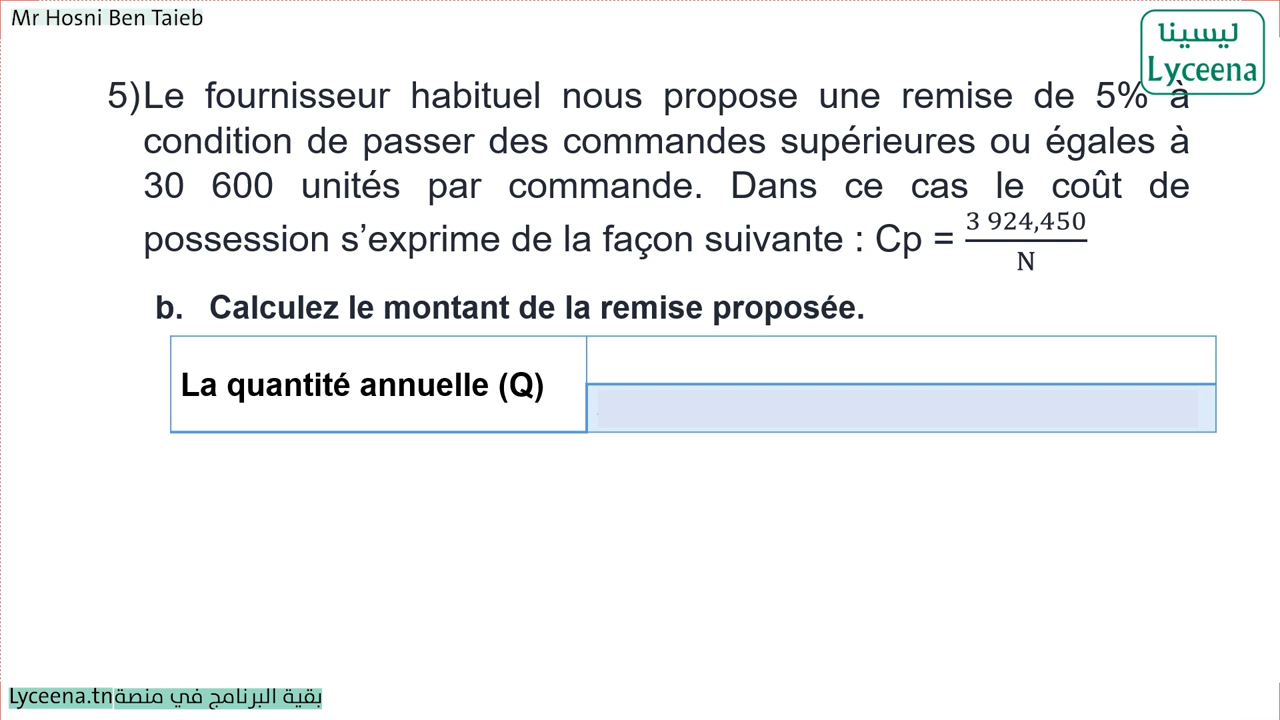 Mr Hosni Ben Taieb
ليسينا
Lyceena
5)Le fournisseur habituel nous propose une remise de 5% à
condition de passer des commandes supérieures ou égales à
30 600 unités par commande. Dans ce cas le coût de
possession s’exprime de la façon suivante : Cp = 3 924,450 / N
b. Calculez le montant de la remise proposée.
La quantité annuelle (Q)
بقية البرنامج في منصة Lyceena.tn